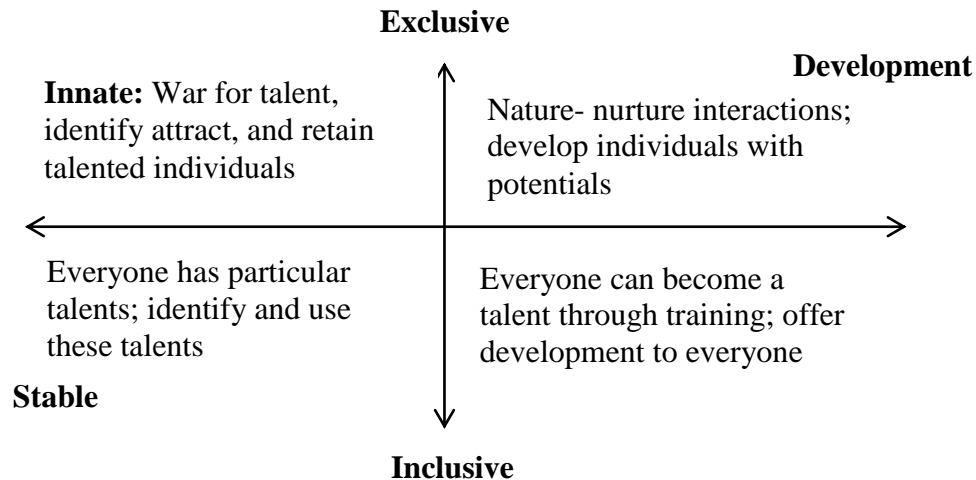 Exclusive
Development
Innate: War for talent,
identify attract, and retain
talented individuals
Nature- nurture interactions;
develop individuals with
potentials
Everyone has particular
talents; identify and use
these talents
Everyone can become a
talent through training; offer
development to everyone
Stable
Inclusive